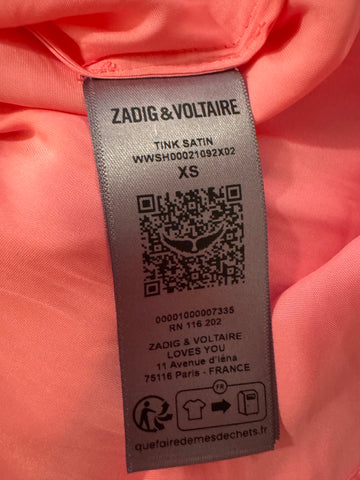 ZADIG & VOLTAIRE
TINK SATIN
WWSH00021092X02
XS
00001000007335
RN 116 202
ZADIG & VOLTAIRE
LOVES YOU
11 Avenue d'iéna
75116 Paris - FRANCE
FR
quefairedemesdechets.fr